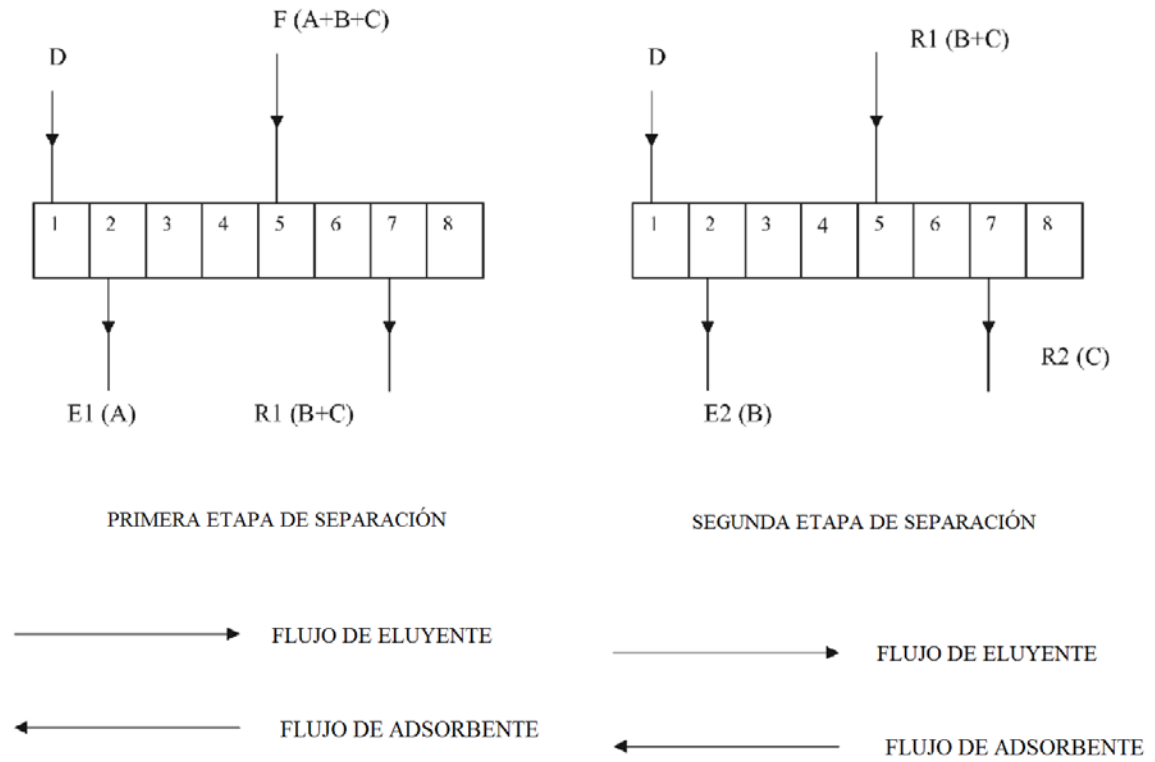 F (A+B+C)
D
1 2 3 4 5 6 7 8
E1 (A)
R1 (B+C)
PRIMERA ETAPA DE SEPARACIÓN
FLUJO DE ELUYENTE
FLUJO DE ADSORBENTE
R1 (B+C)
D
1 2 3 4 5 6 7 8
R2 (C)
E2 (B)
SEGUNDA ETAPA DE SEPARACIÓN
FLUJO DE ELUYENTE
FLUJO DE ADSORBENTE